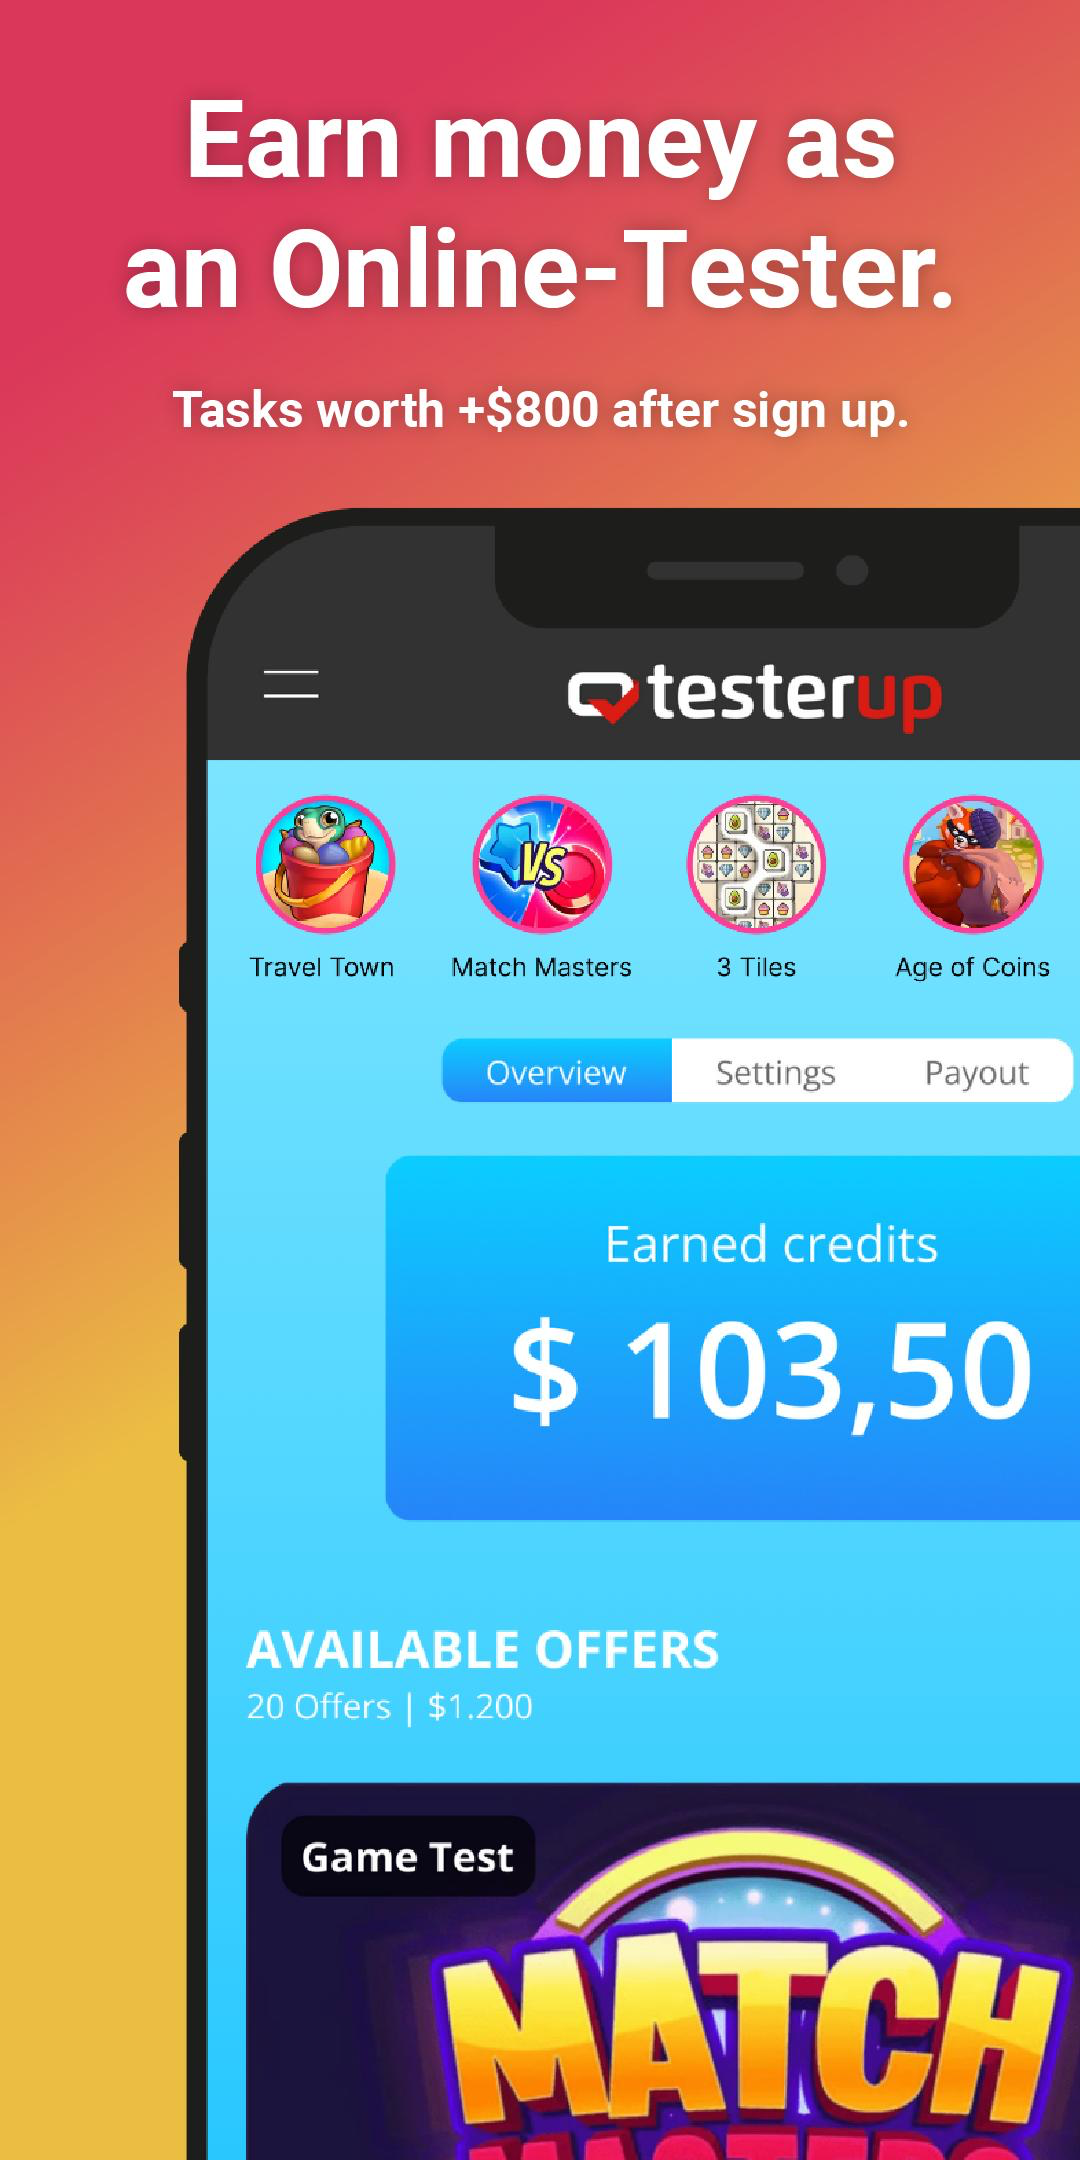 Earn money as
an Online-Tester.
Tasks worth +$800 after sign up.
testerup
VS
Travel Town
Match Masters
3 Tiles
Age of Coins
Overview
Settings
Payout
Earned credits
$ 103,50
AVAILABLE OFFERS
20 Offers | $1.200
Game Test
MATCH
MASTERS